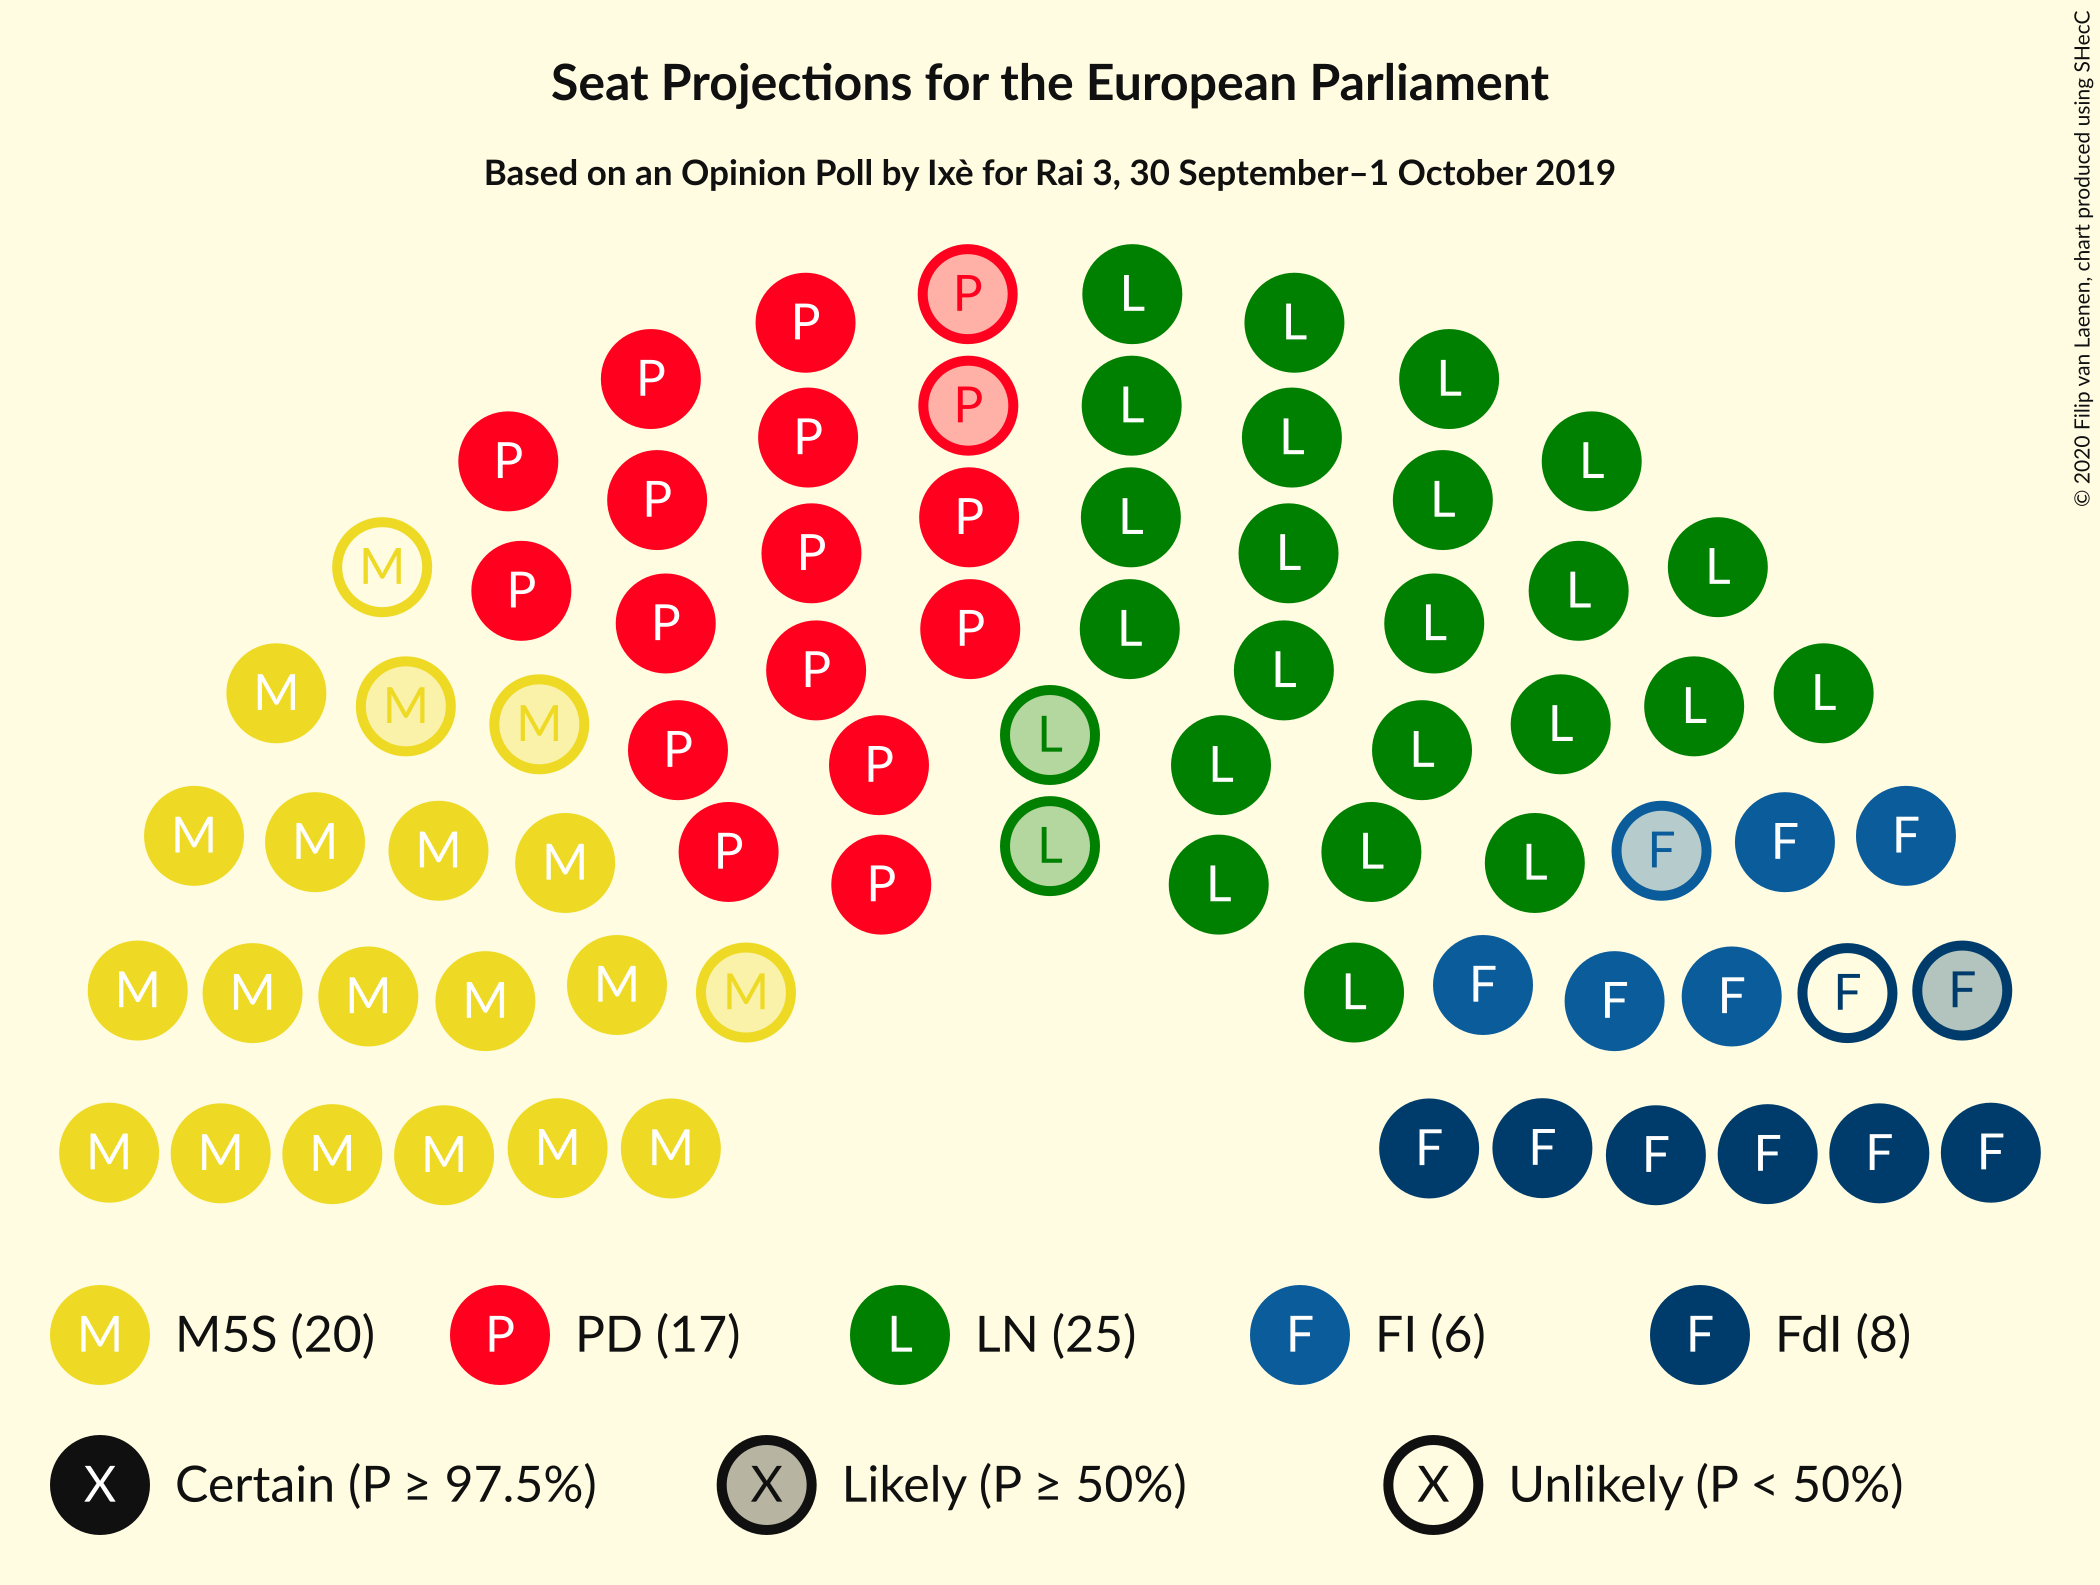 Seat Projections for the European Parliament
Based on an Opinion Poll by Ixè for Rai 3, 30 September–1 October 2019
© 2020 Filip van Laenen, chart produced using SHecC
P L
P L
P L
P L
P L
P L
P L
P L
P L
M L
P L
P L
P L
P L
M L
M L
M L
P L
L
P L
M F
M F
M F
M L
P L
L
P L
M F
M F
M F
M F
M F
M L
M F
M F
M F
M F
M F
M F
M M5S (20) P PD (17) L LN (25) F FI (6) F FdI (8)
X Certain (P ≥ 97.5%) X Likely (P ≥ 50%) X Unlikely (P < 50%)